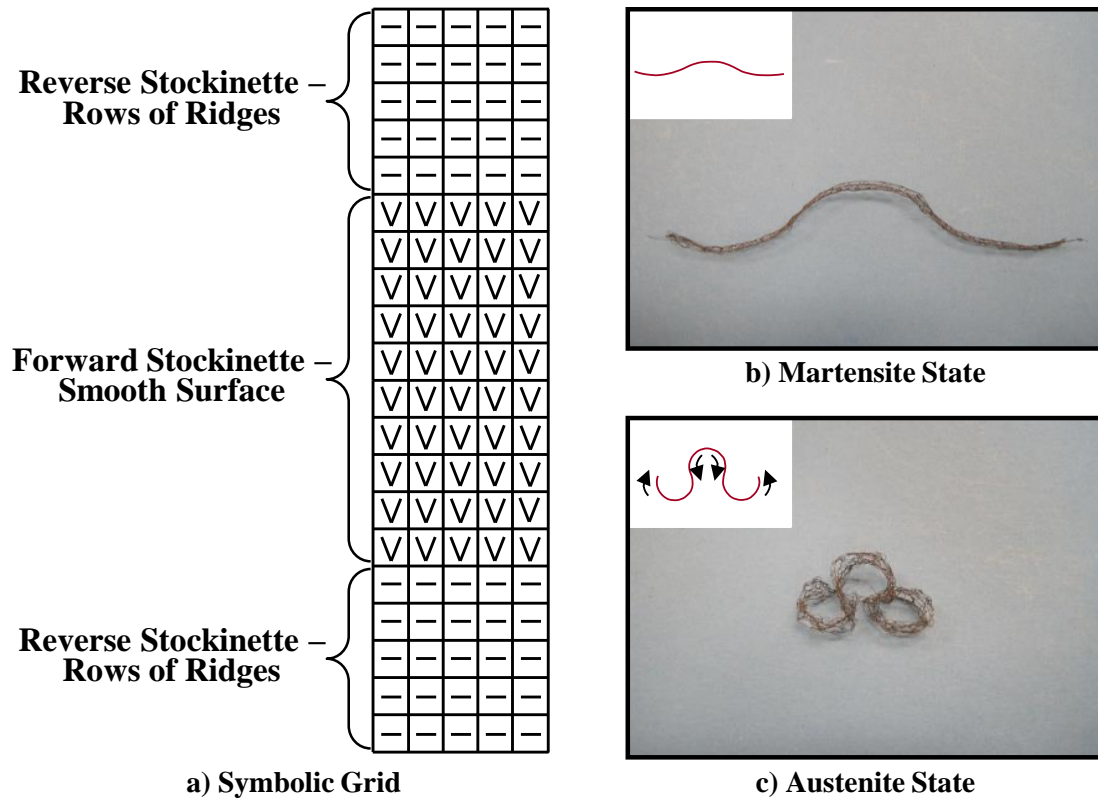 Reverse Stockinette –
Rows of Ridges
— — — — —
— — — — —
— — — — —
— — — — —
— — — — —
Forward Stockinette –
Smooth Surface
V V V V V
V V V V V
V V V V V
V V V V V
V V V V V
V V V V V
V V V V V
V V V V V
V V V V V
V V V V V
Reverse Stockinette –
Rows of Ridges
— — — — —
— — — — —
— — — — —
— — — — —
— — — — —
a) Symbolic Grid
b) Martensite State
c) Austenite State